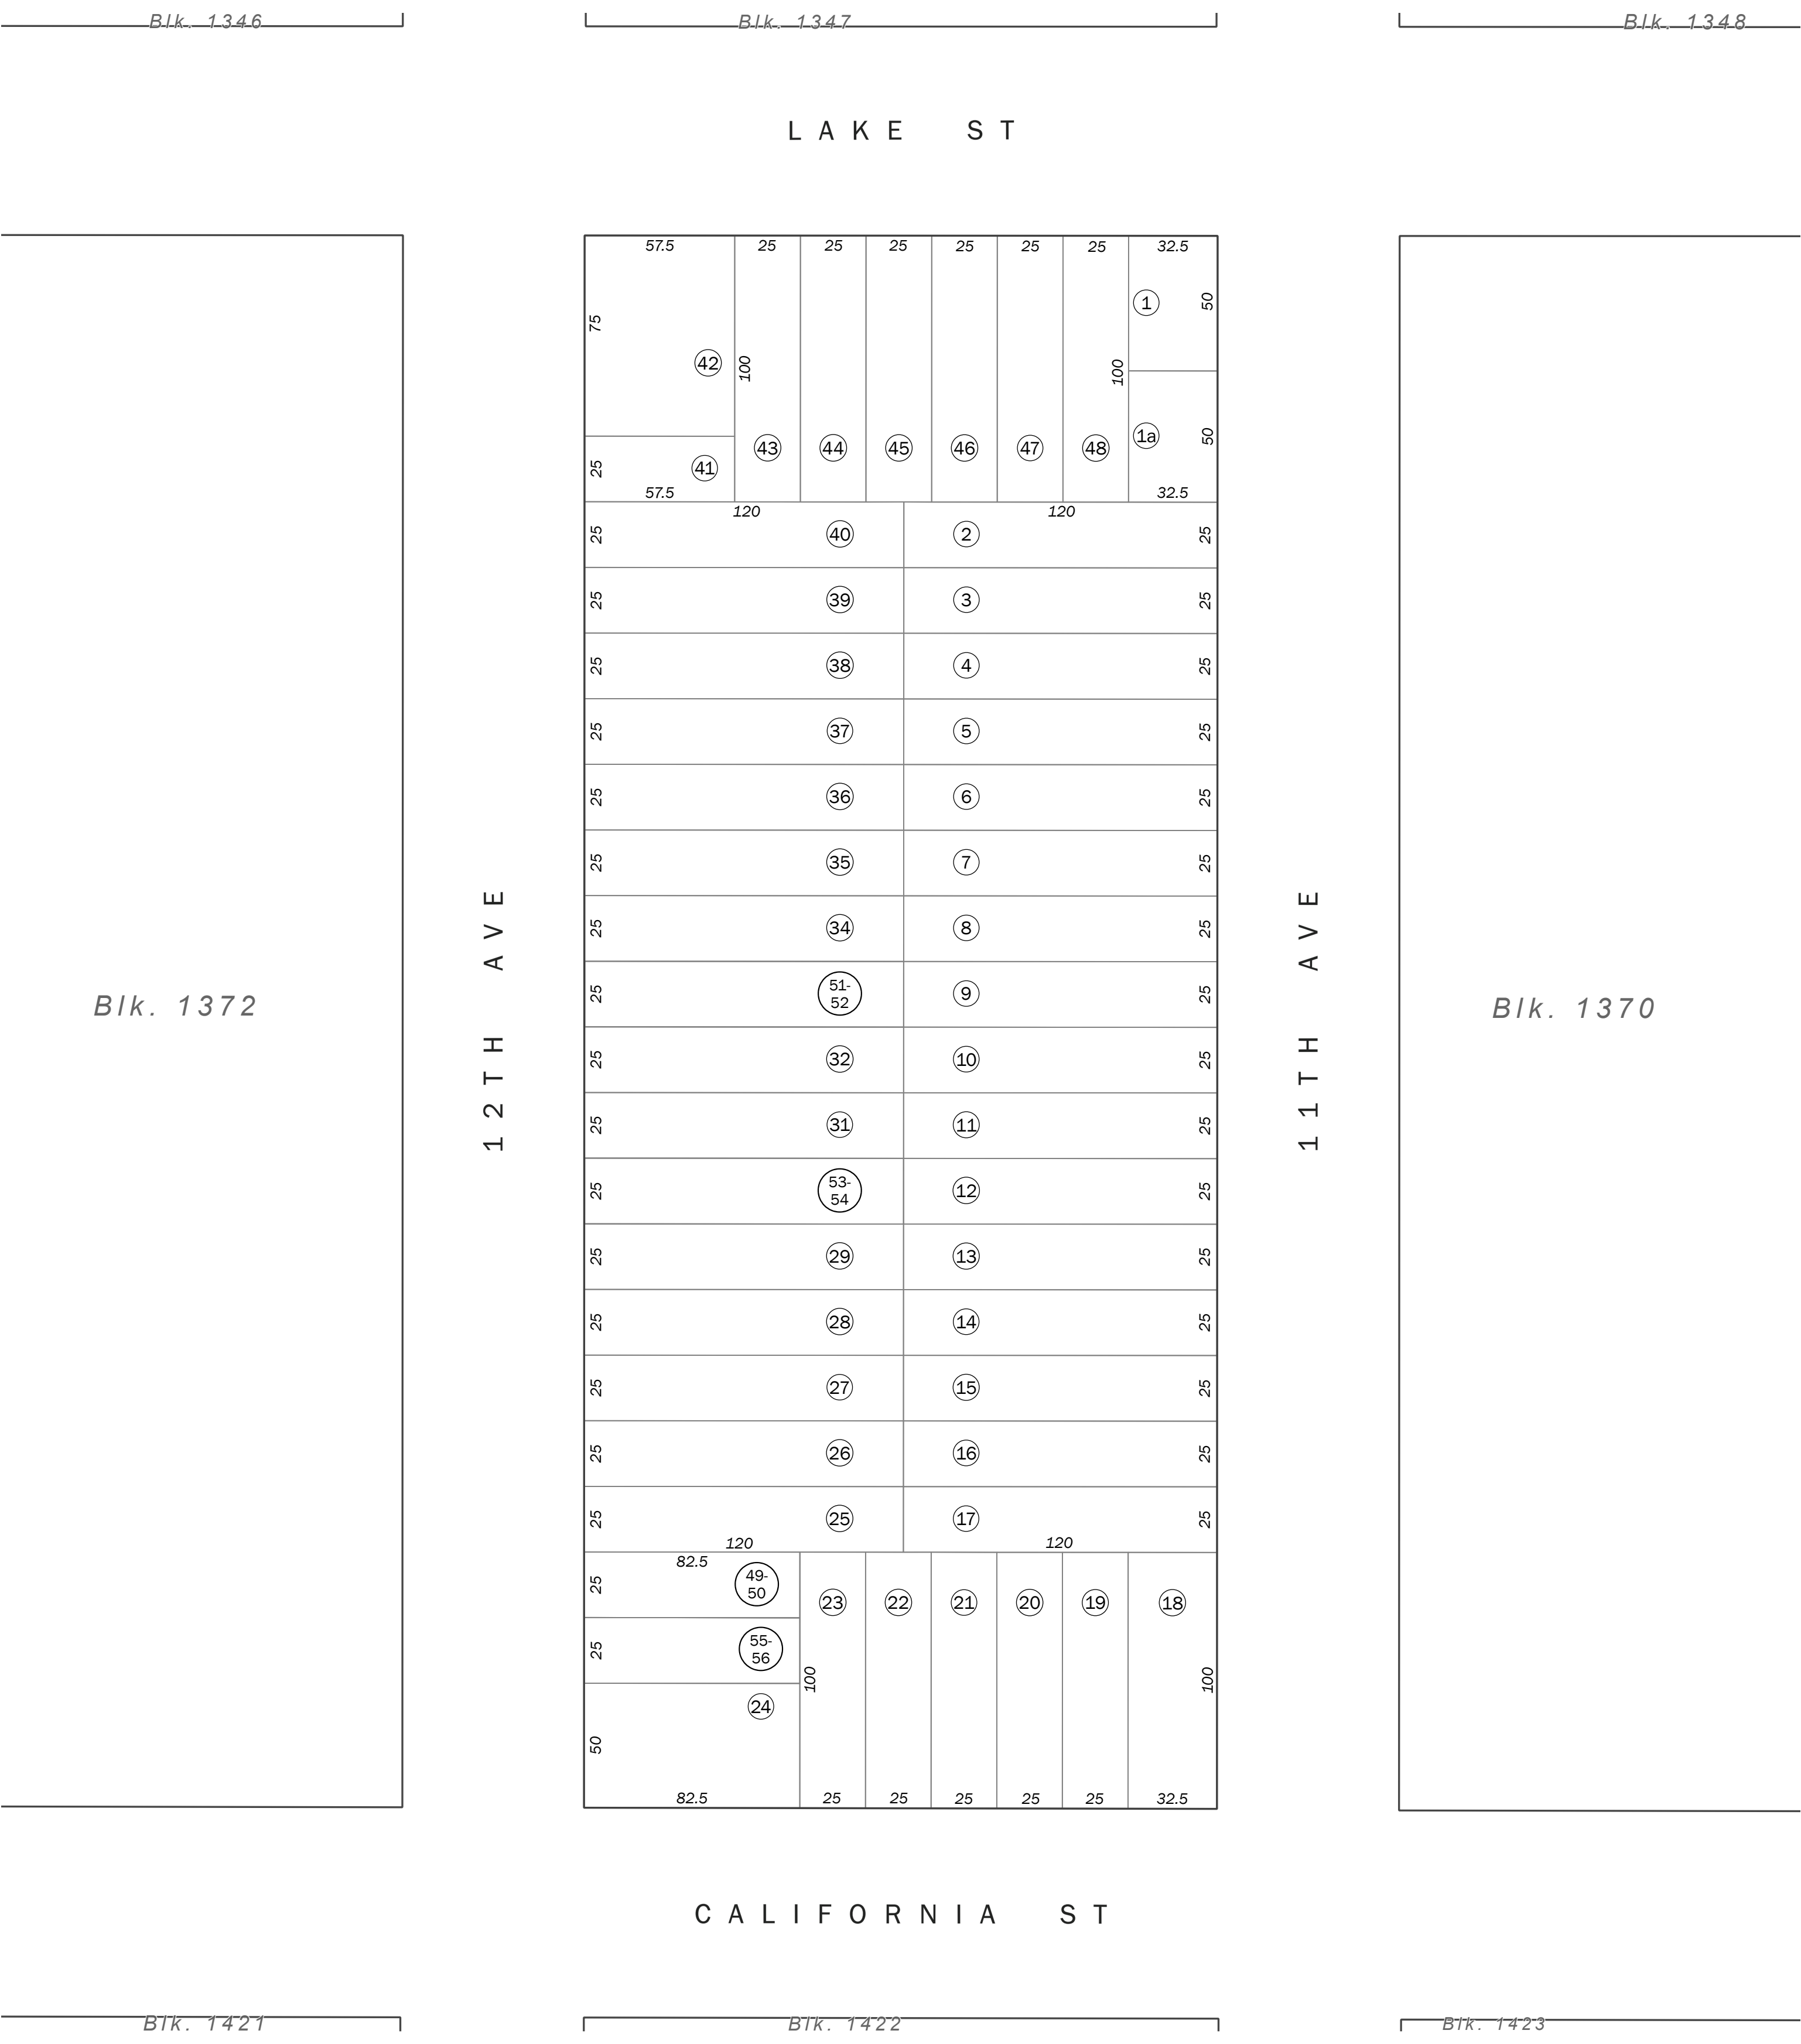 Blk. 1346 Blk. 1347 Blk. 1348
LAKE ST
57.5 25 25 25 25 25 25 32.5
1 50
75
42 100 100
1a 50
43 44 45 46 47 48
25 41
57.5 32.5
120 120
25 40 2 25
25 39 3 25
25 38 4 25
25 37 5 25
25 36 6 25
25 35 7 25
25 34 8 25
25 51-52 9 25
25 32 10 25
25 31 11 25
25 53-54 12 25
25 29 13 25
25 28 14 25
25 27 15 25
25 26 16 25
25 25 17 25
120 120
82.5
25 49-50 23 22 21 20 19 18
25 55-56
100 100
24
50
82.5 25 25 25 25 25 32.5
12TH AVE
11TH AVE
Blk. 1372 Blk. 1370
CALIFORNIA ST
Blk. 1421 Blk. 1422 Blk. 1423